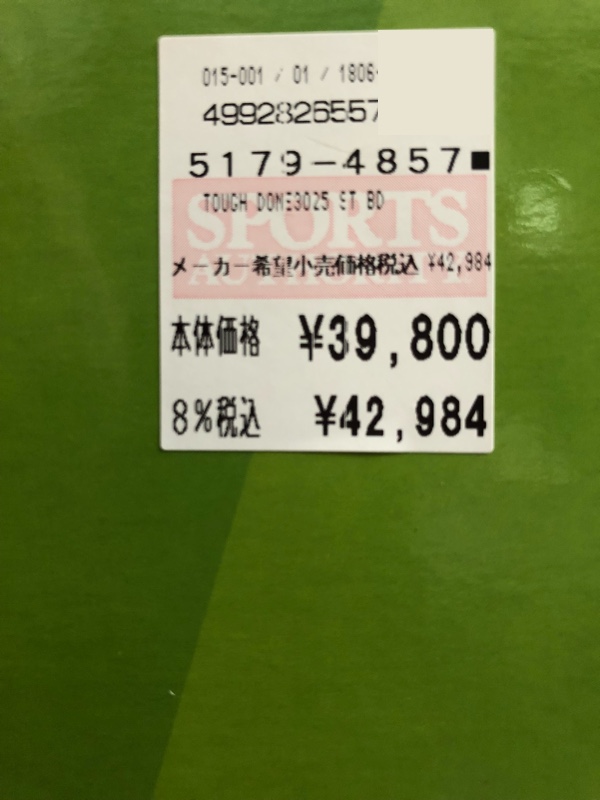 015-001 / 01 / 1806
4992826557
5179-4857■
TOUGH DOME3025 ST BD
SPORTS
AUTHORITY
メーカー希望小売価格税込 ¥42,984
本体価格 ¥39,800
8%税込 ¥42,984